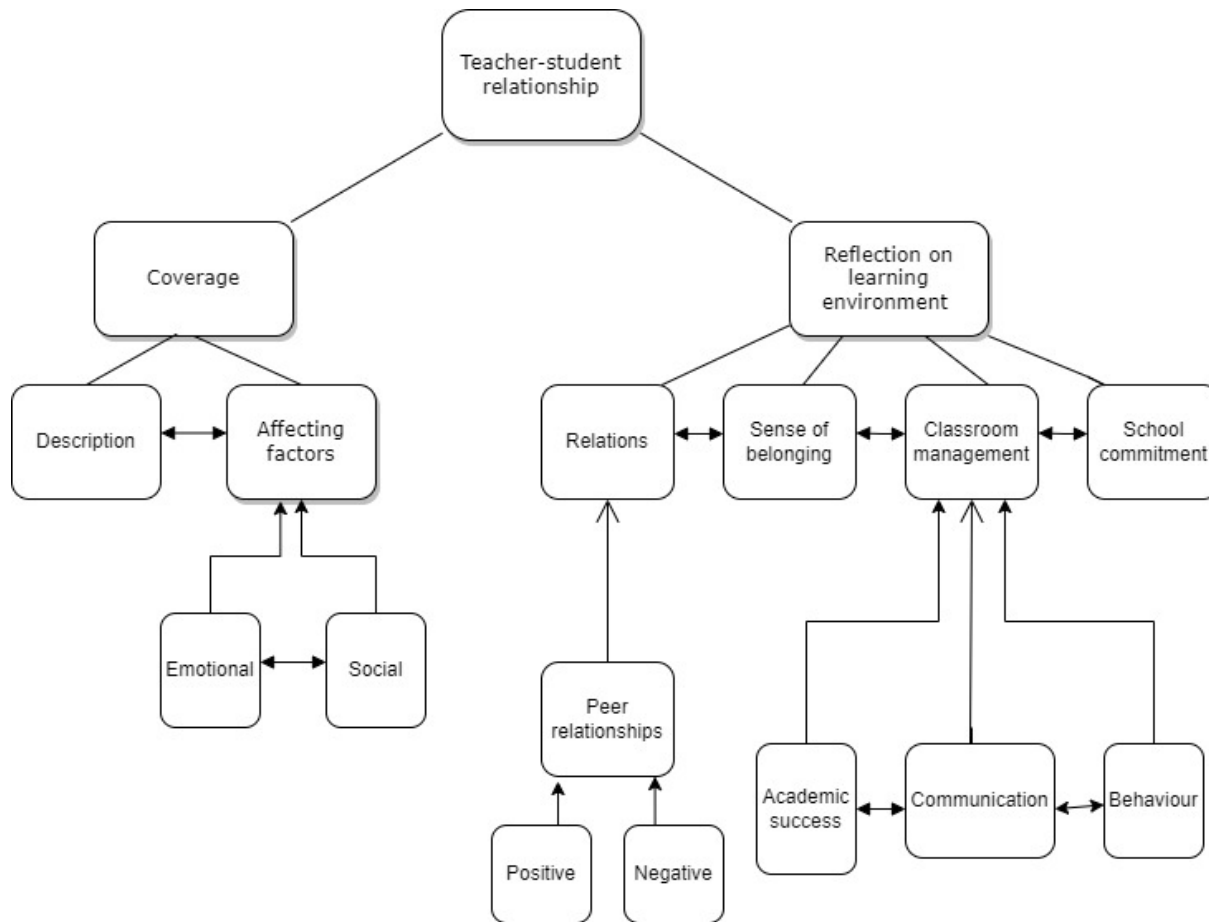 Teacher-student
relationship
Coverage
Reflection on
learning
environment
Description
Affecting
factors
Relations
Sense of
belonging
Classroom
management
School
commitment
Emotional
Social
Peer
relationships
Academic
success
Communication
Behaviour
Positive
Negative